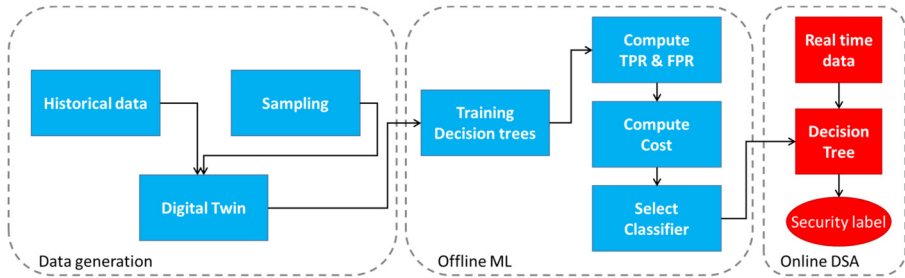 Historical data
Sampling
Digital Twin
Data generation
Training
Decision trees
Compute
TPR & FPR
Compute
Cost
Select
Classifier
Offline ML
Real time
data
Decision
Tree
Security label
Online DSA